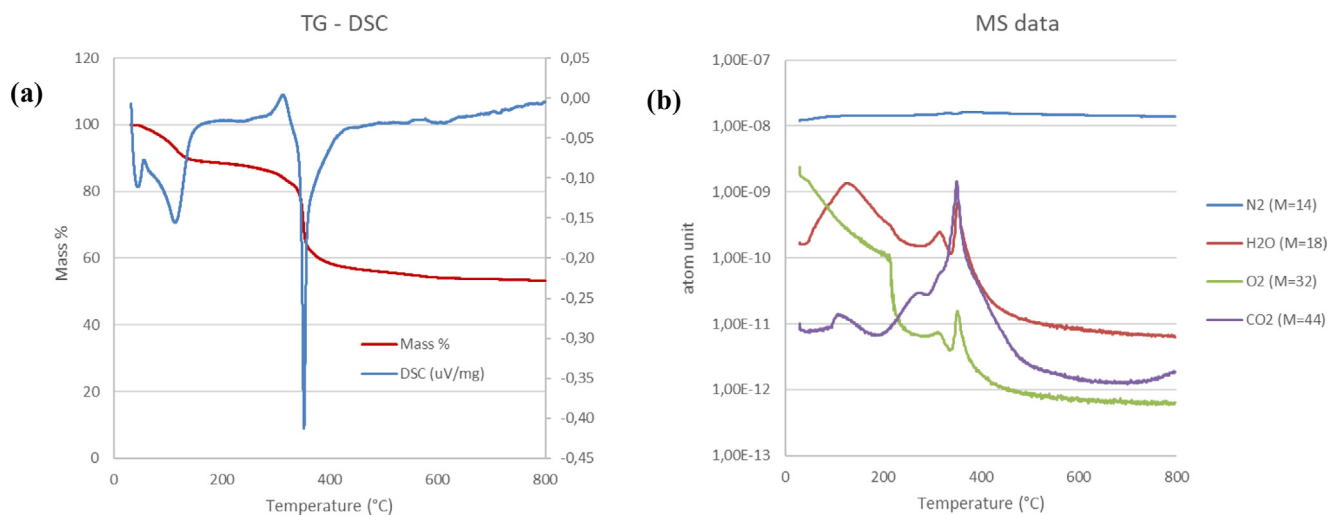 TG - DSC
(a)
Mass %
120
100
80
60
40
20
0
0,05
0,00
-0,05
-0,10
-0,15
-0,20
-0,25
-0,30
-0,35
-0,40
-0,45
Mass %
DSC (uV/mg)
0 200 400 600 800
Temperature (°C)
MS data
(b)
atom unit
1,00E-07
1,00E-08
1,00E-09
1,00E-10
1,00E-11
1,00E-12
1,00E-13
0 200 400 600 800
Temperature (°C)
N2 (M=14)
H2O (M=18)
O2 (M=32)
CO2 (M=44)